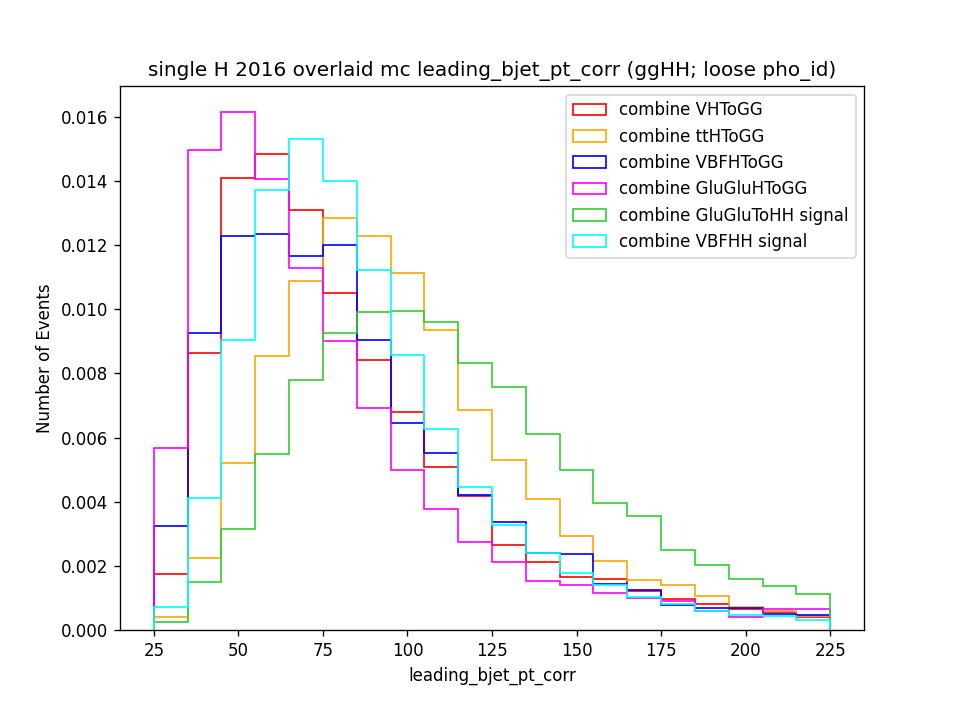 single H 2016 overlaid mc leading_bjet_pt_corr (ggHH; loose pho_id)
combine VHToGG
combine ttHToGG
combine VBFHToGG
combine GluGluHToGG
combine GluGluToHH signal
combine VBFHH signal
Number of Events
0.016
0.014
0.012
0.010
0.008
0.006
0.004
0.002
0.000
25 50 75 100 125 150 175 200 225
leading_bjet_pt_corr